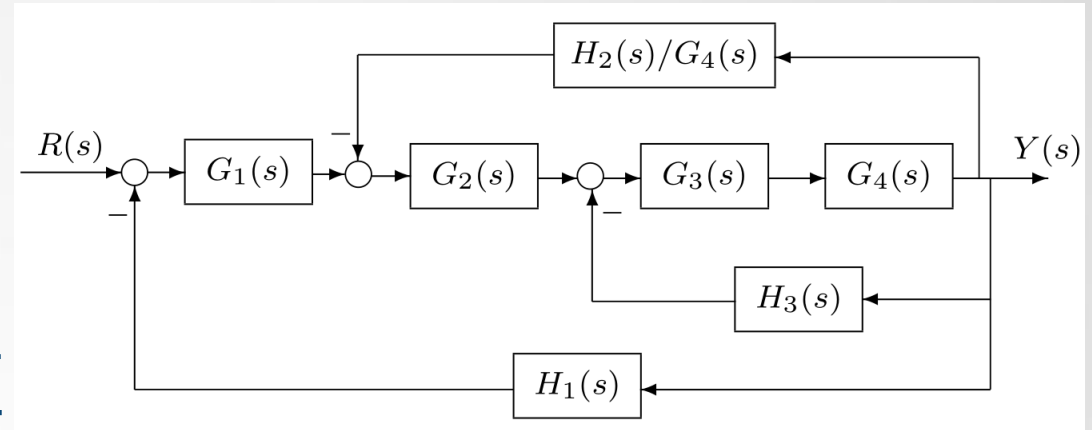 H₂(s)/G₄(s)
R(s)
Y(s)
−
G₁(s)
G₂(s)
G₃(s)
G₄(s)
−
−
H₃(s)
H₁(s)